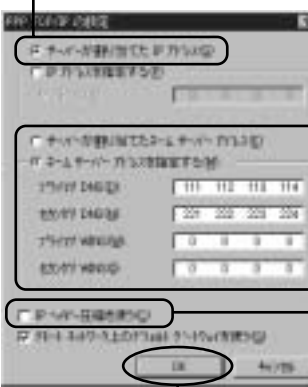 PPP TCP/IP の設定
サーバーが割り当てた IP アドレス(S)
IP アドレスを指定する(P)
サーバーが割り当てたネーム サーバー アドレス(E)
ネーム サーバー アドレスを指定する(M)
プライマリ DNS(D): 111 112 113 114
セカンダリ DNS(N): 221 222 223 224
プライマリ WINS(W): 0 0 0 0
セカンダリ WINS(I): 0 0 0 0
IP ヘッダー圧縮を使う(C)
リモート ネットワーク上のデフォルト ゲートウェイを使う(G)
OK キャンセル